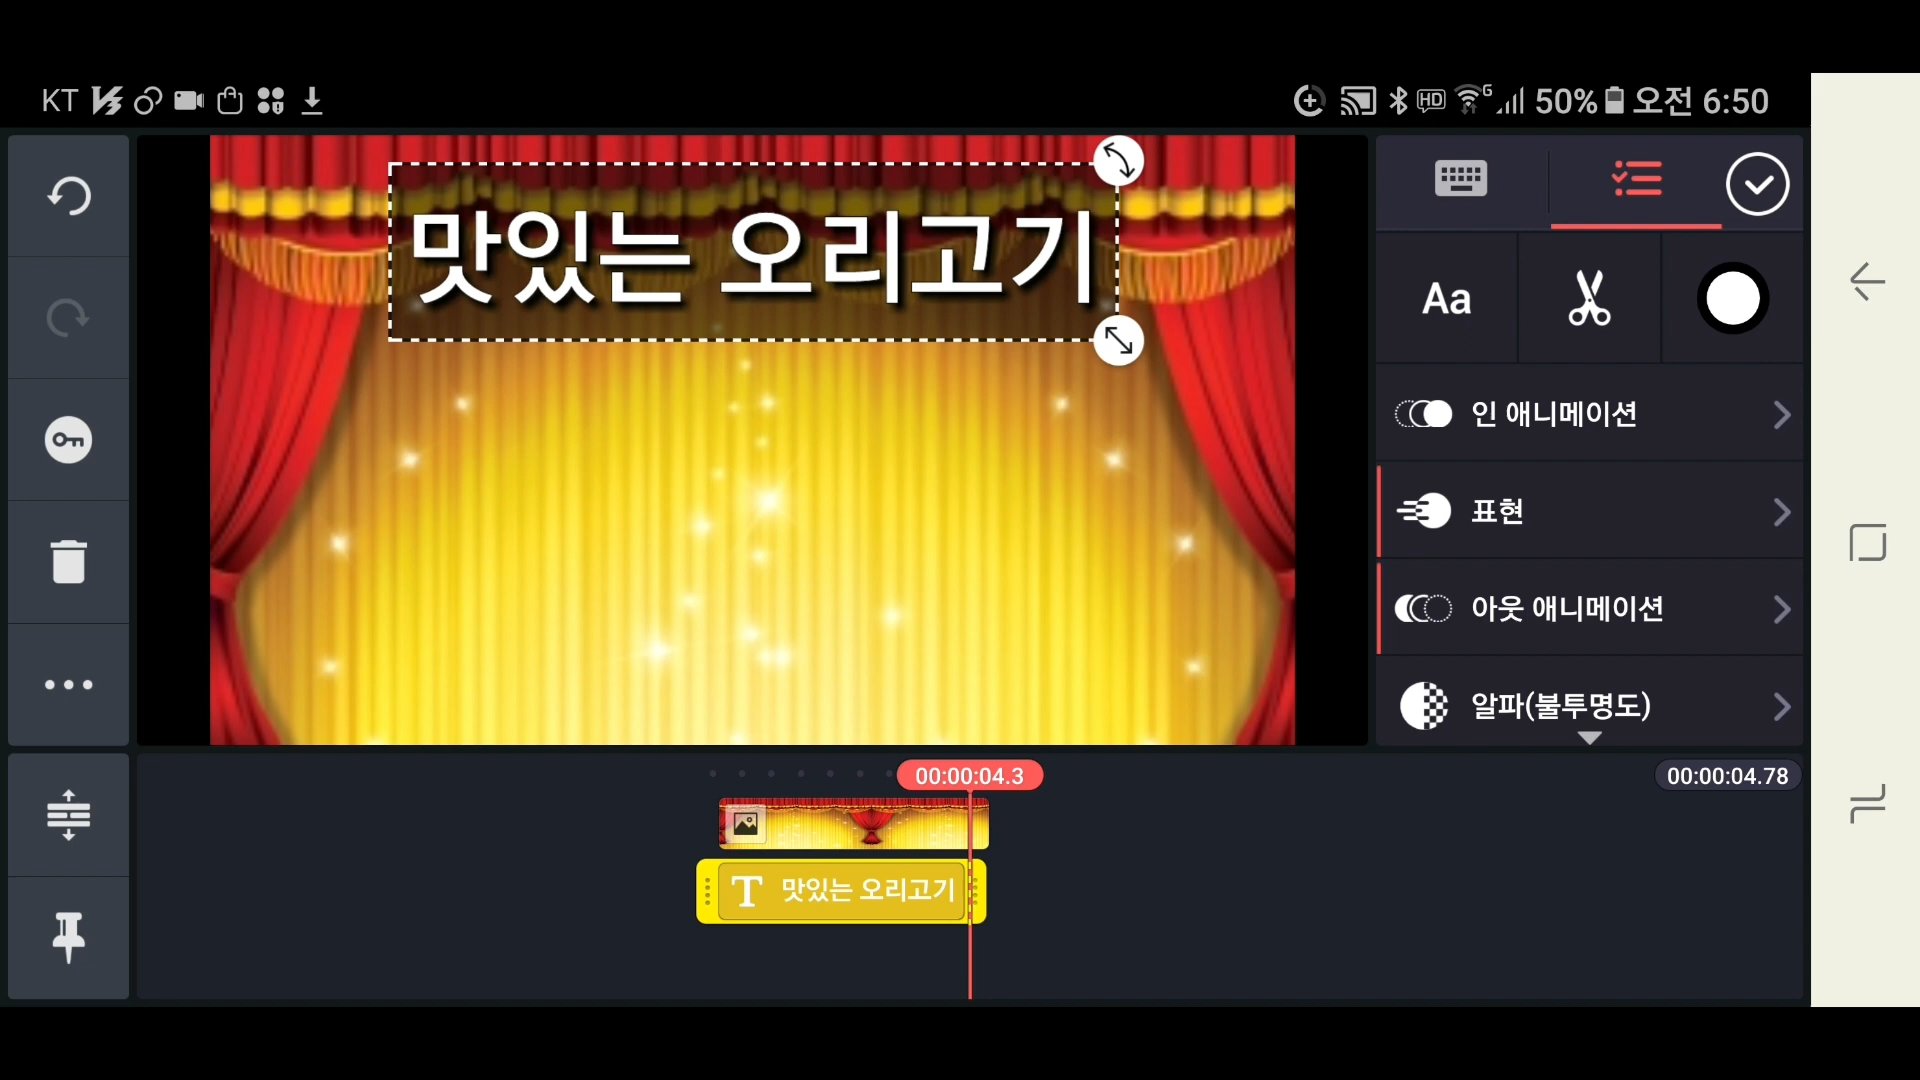 KT HD G 50% 오전 6:50
맛있는 오리고기
Aa
인 애니메이션
표현
아웃 애니메이션
알파(불투명도)
00:00:04.3
00:00:04.78
T 맛있는 오리고기